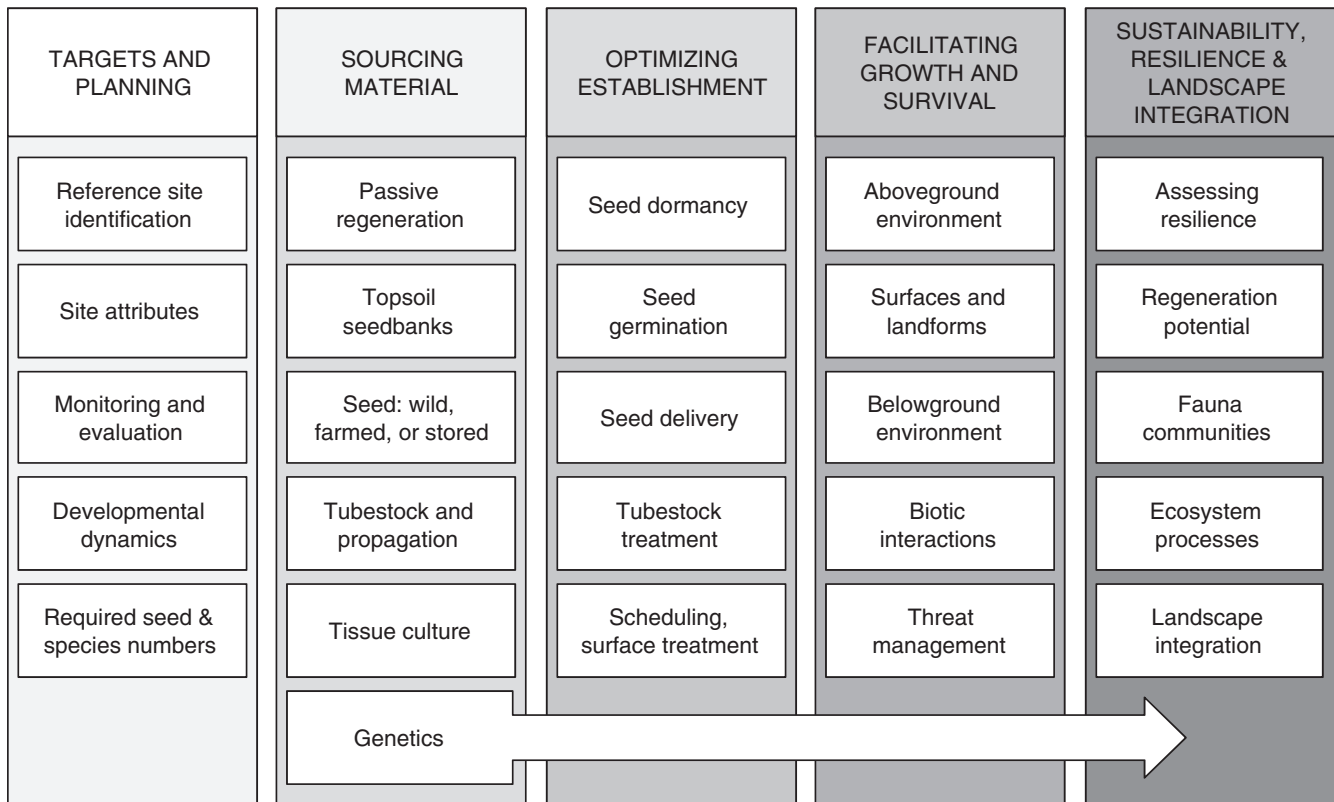 TARGETS AND
PLANNING
Reference site
identification
Site attributes
Monitoring and
evaluation
Developmental
dynamics
Required seed &
species numbers
SOURCING
MATERIAL
Passive
regeneration
Topsoil
seedbanks
Seed: wild,
farmed, or stored
Tubestock and
propagation
Tissue culture
Genetics
OPTIMIZING
ESTABLISHMENT
Seed dormancy
Seed
germination
Seed delivery
Tubestock
treatment
Scheduling,
surface treatment
FACILITATING
GROWTH AND
SURVIVAL
Aboveground
environment
Surfaces and
landforms
Belowground
environment
Biotic
interactions
Threat
management
SUSTAINABILITY,
RESILIENCE &
LANDSCAPE
INTEGRATION
Assessing
resilience
Regeneration
potential
Fauna
communities
Ecosystem
processes
Landscape
integration